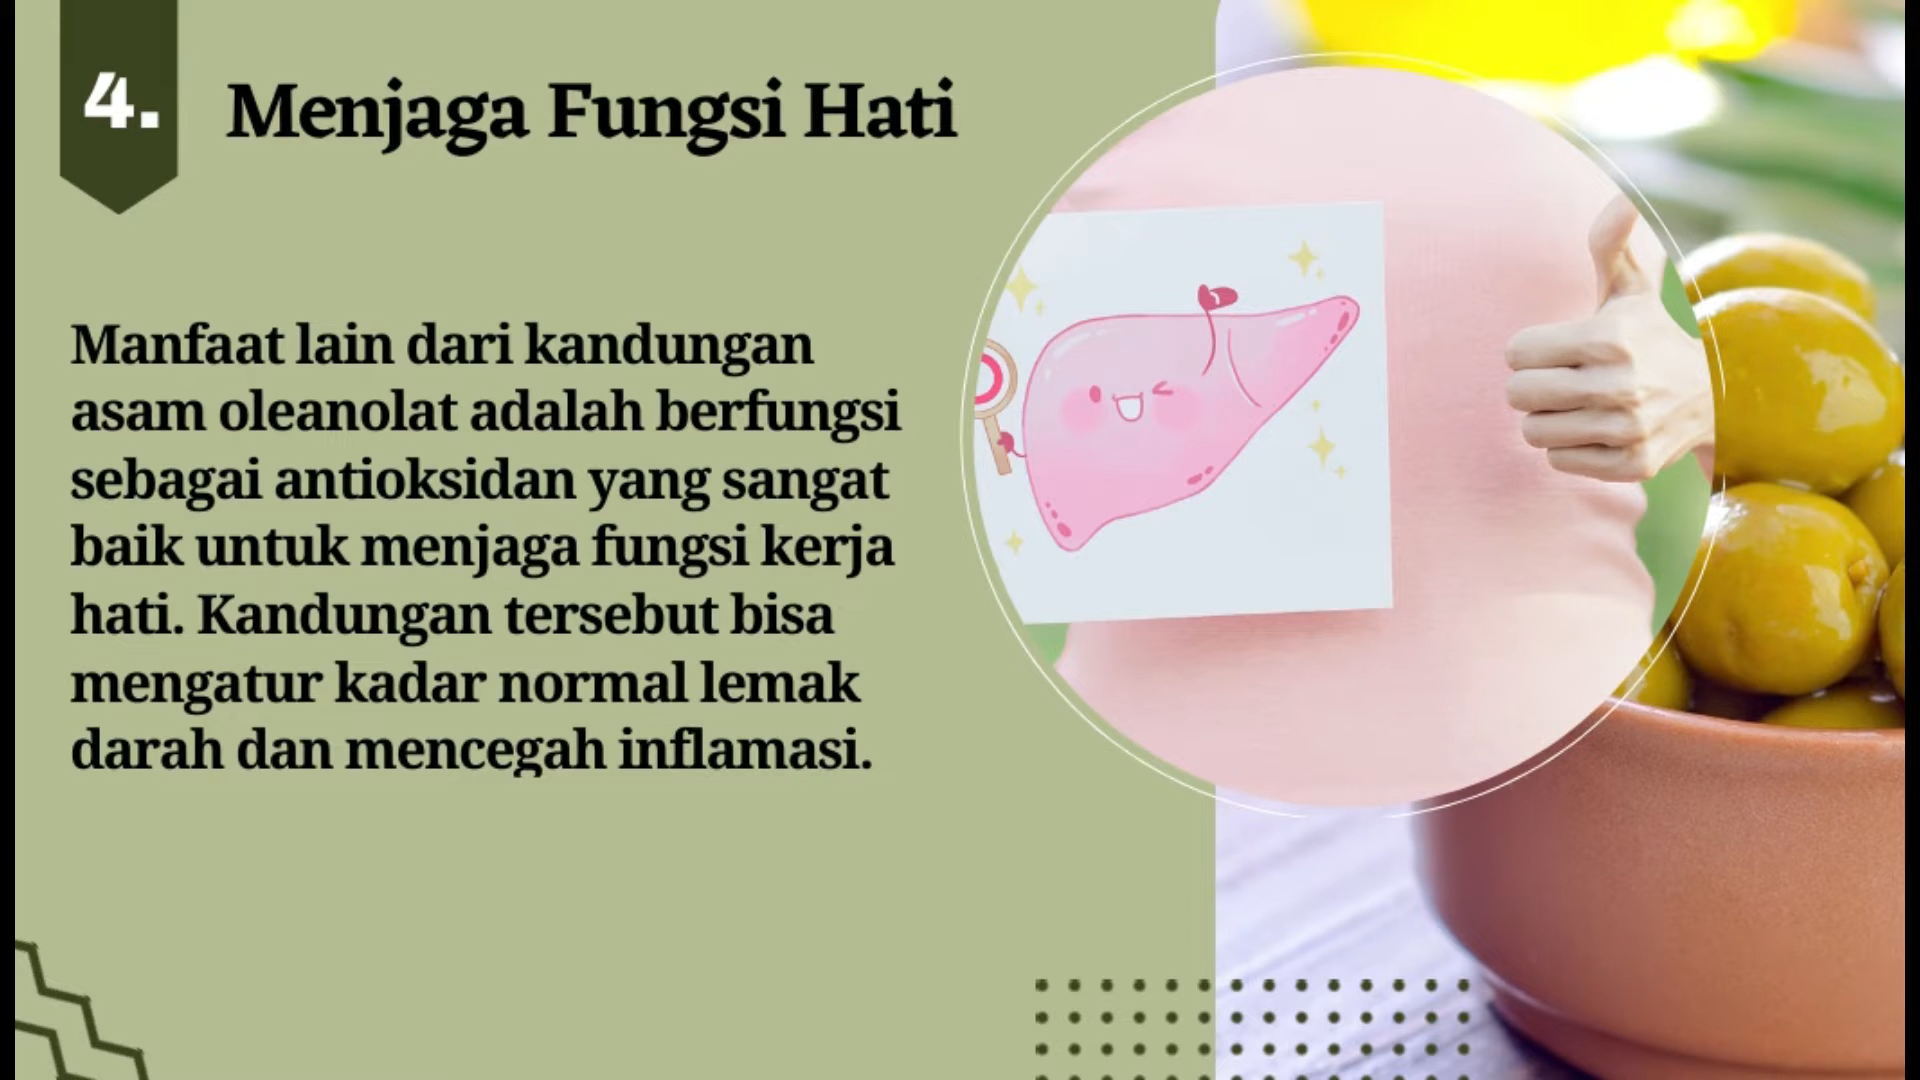 4.
Menjaga Fungsi Hati
Manfaat lain dari kandungan
asam oleanolat adalah berfungsi
sebagai antioksidan yang sangat
baik untuk menjaga fungsi kerja
hati. Kandungan tersebut bisa
mengatur kadar normal lemak
darah dan mencegah inflamasi.